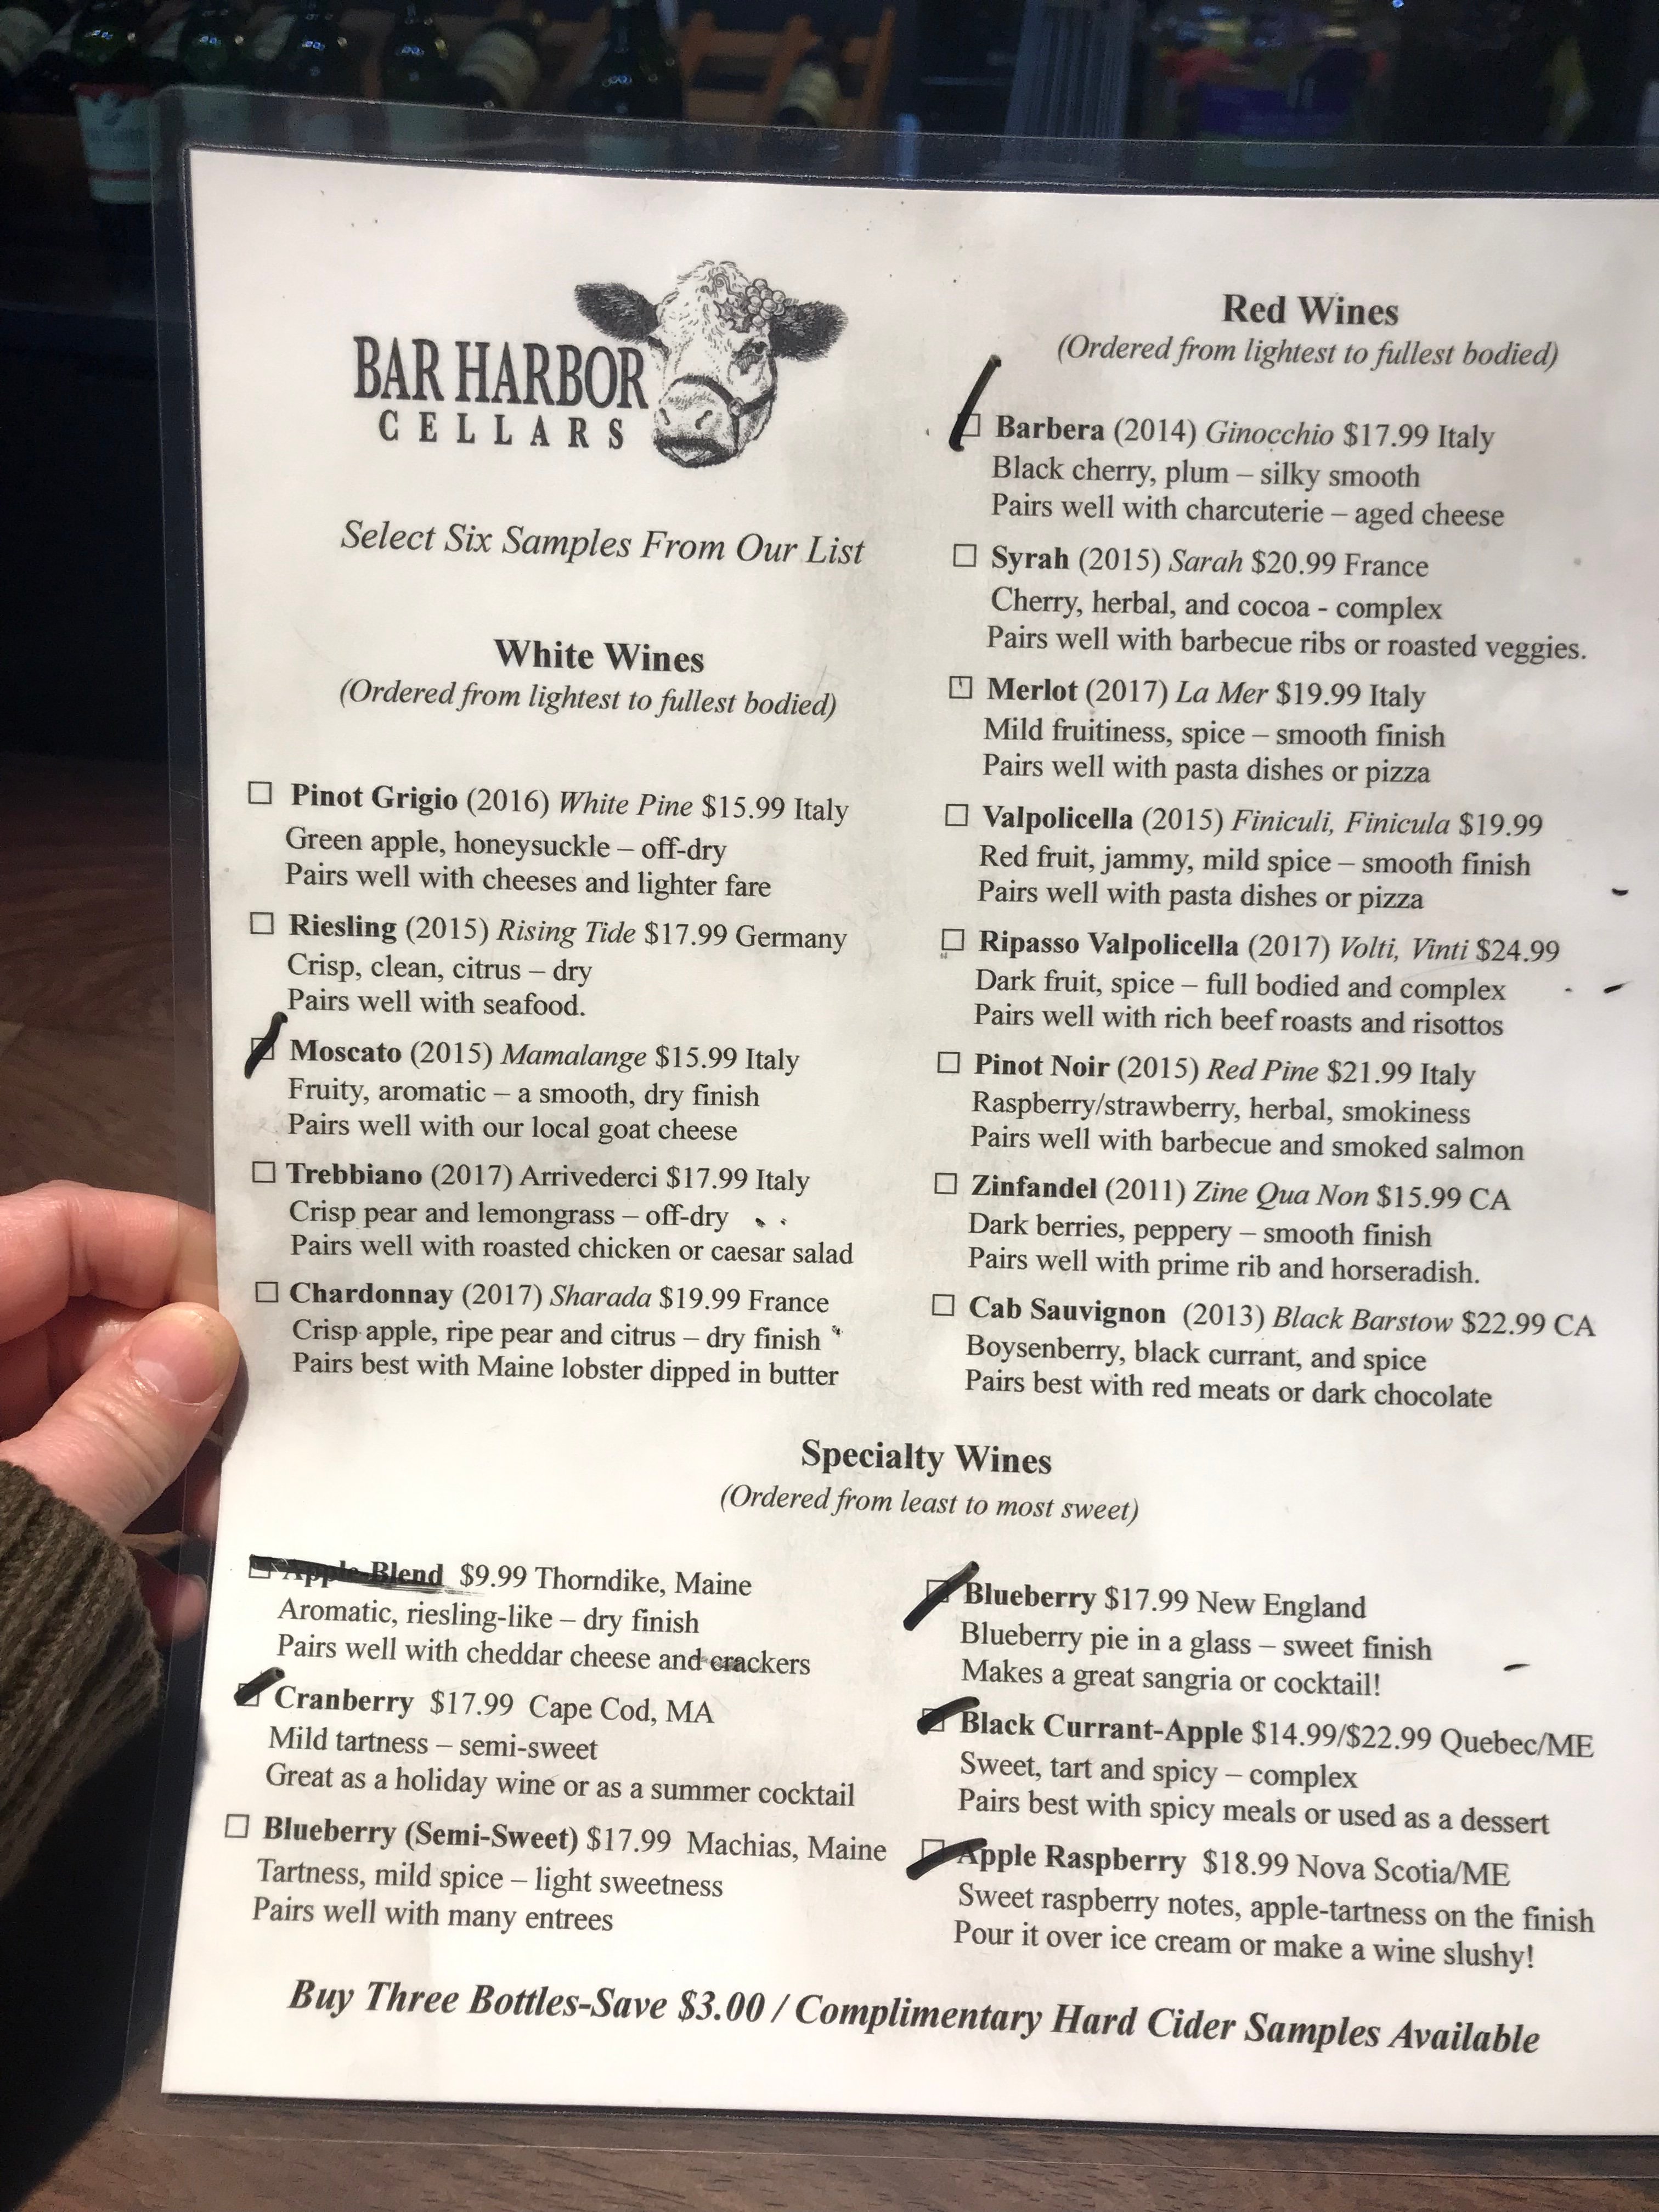 BAR HARBOR
CELLARS
Select Six Samples From Our List
White Wines
(Ordered from lightest to fullest bodied)
Pinot Grigio (2016) White Pine $15.99 Italy
Green apple, honeysuckle – off-dry
Pairs well with cheeses and lighter fare
Riesling (2015) Rising Tide $17.99 Germany
Crisp, clean, citrus – dry
Pairs well with seafood.
Moscato (2015) Mamalange $15.99 Italy
Fruity, aromatic – a smooth, dry finish
Pairs well with our local goat cheese
Trebbiano (2017) Arrivederci $17.99 Italy
Crisp pear and lemongrass – off-dry
Pairs well with roasted chicken or caesar salad
Chardonnay (2017) Sharada $19.99 France
Crisp apple, ripe pear and citrus – dry finish
Pairs best with Maine lobster dipped in butter
Red Wines
(Ordered from lightest to fullest bodied)
Barbera (2014) Ginocchio $17.99 Italy
Black cherry, plum – silky smooth
Pairs well with charcuterie – aged cheese
Syrah (2015) Sarah $20.99 France
Cherry, herbal, and cocoa - complex
Pairs well with barbecue ribs or roasted veggies.
Merlot (2017) La Mer $19.99 Italy
Mild fruitiness, spice – smooth finish
Pairs well with pasta dishes or pizza
Valpolicella (2015) Finiculi, Finicula $19.99
Red fruit, jammy, mild spice – smooth finish
Pairs well with pasta dishes or pizza
Ripasso Valpolicella (2017) Volti, Vinti $24.99
Dark fruit, spice – full bodied and complex
Pairs well with rich beef roasts and risottos
Pinot Noir (2015) Red Pine $21.99 Italy
Raspberry/strawberry, herbal, smokiness
Pairs well with barbecue and smoked salmon
Zinfandel (2011) Zine Qua Non $15.99 CA
Dark berries, peppery – smooth finish
Pairs well with prime rib and horseradish.
Cab Sauvignon (2013) Black Barstow $22.99 CA
Boysenberry, black currant, and spice
Pairs best with red meats or dark chocolate
Specialty Wines
(Ordered from least to most sweet)
Apple-Blend $9.99 Thorndike, Maine
Aromatic, riesling-like – dry finish
Pairs well with cheddar cheese and crackers
Cranberry $17.99 Cape Cod, MA
Mild tartness – semi-sweet
Great as a holiday wine or as a summer cocktail
Blueberry (Semi-Sweet) $17.99 Machias, Maine
Tartness, mild spice – light sweetness
Pairs well with many entrees
Blueberry $17.99 New England
Blueberry pie in a glass – sweet finish
Makes a great sangria or cocktail!
Black Currant-Apple $14.99/$22.99 Quebec/ME
Sweet, tart and spicy – complex
Pairs best with spicy meals or used as a dessert
Apple Raspberry $18.99 Nova Scotia/ME
Sweet raspberry notes, apple-tartness on the finish
Pour it over ice cream or make a wine slushy!
Buy Three Bottles-Save $3.00 / Complimentary Hard Cider Samples Available